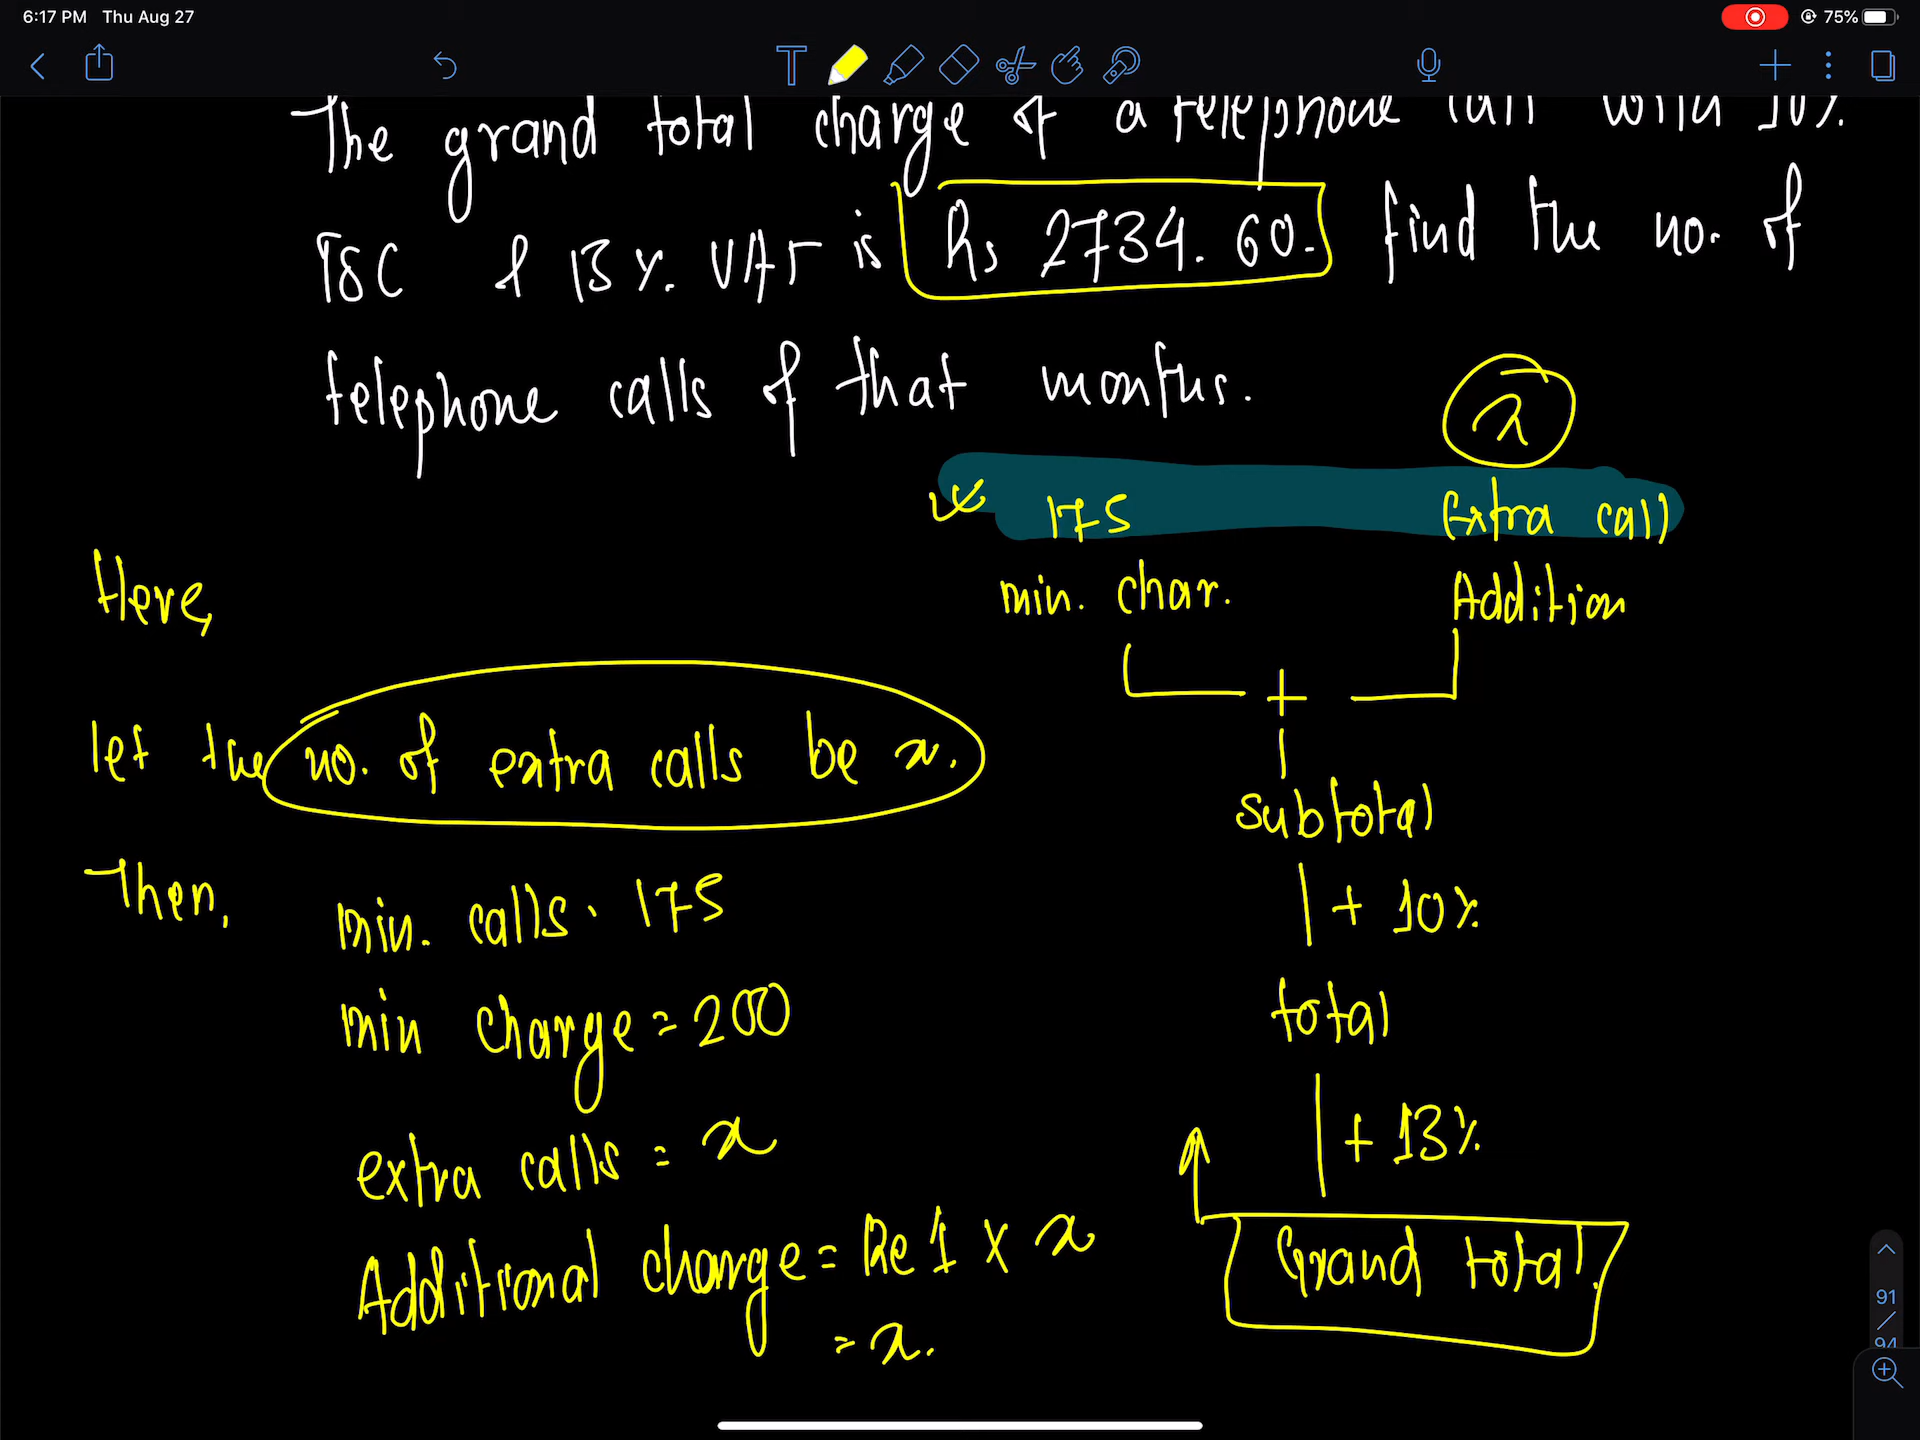 6:17 PM Thu Aug 27
75%
The grand total charge of a telephone call with 10%
TSC & 13%. VAT is Rs 2734.60. find the no. of
telephone calls of that months.
x
175 Extra call
min. char. Addition
+
Here,
let the no. of extra calls be x.
subtotal
Then,
min. calls. 175
+ 10%
min charge = 200
total
extra calls = x
+ 13%
Additional charge = Re 1 X x
= x.
Grand total.
91
/
94